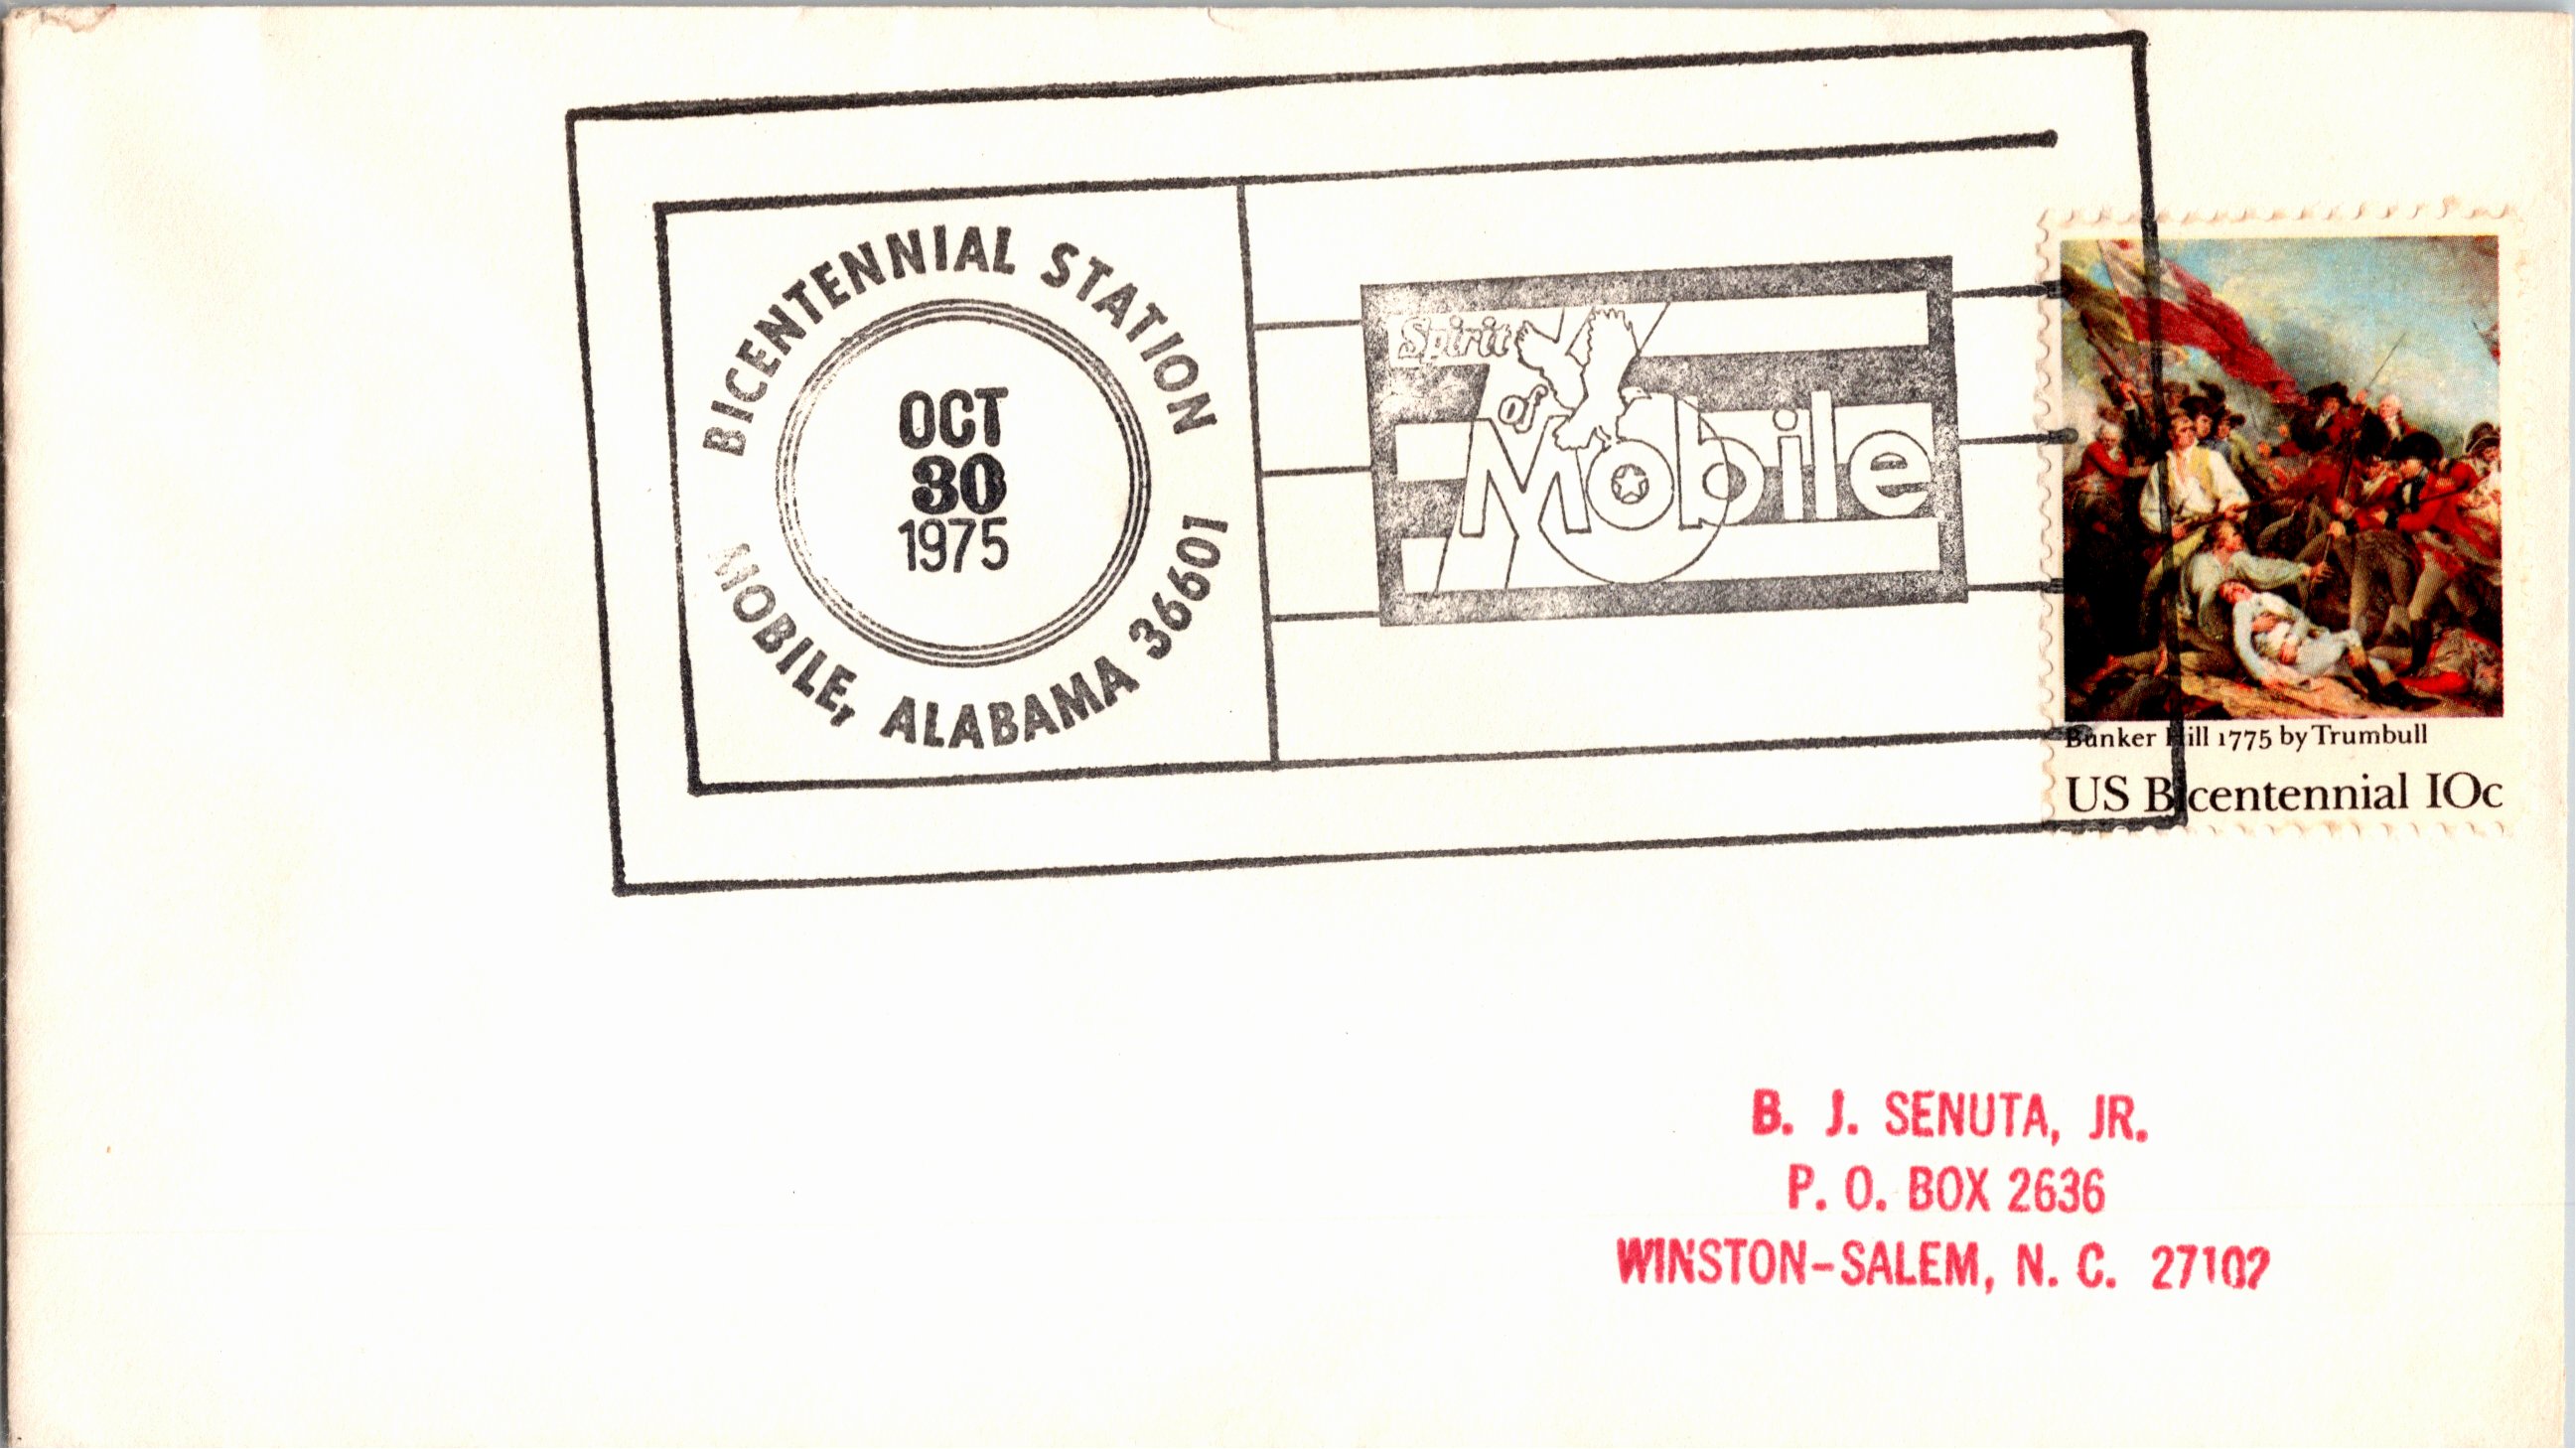 BICENTENNIAL STATION
OCT
30
1975
MOBILE, ALABAMA 36601
Spirit
of
Mobile
Bunker Hill 1775 by Trumbull
US Bicentennial 10c
B. J. SENUTA, JR.
P. O. BOX 2636
WINSTON-SALEM, N. C. 27102